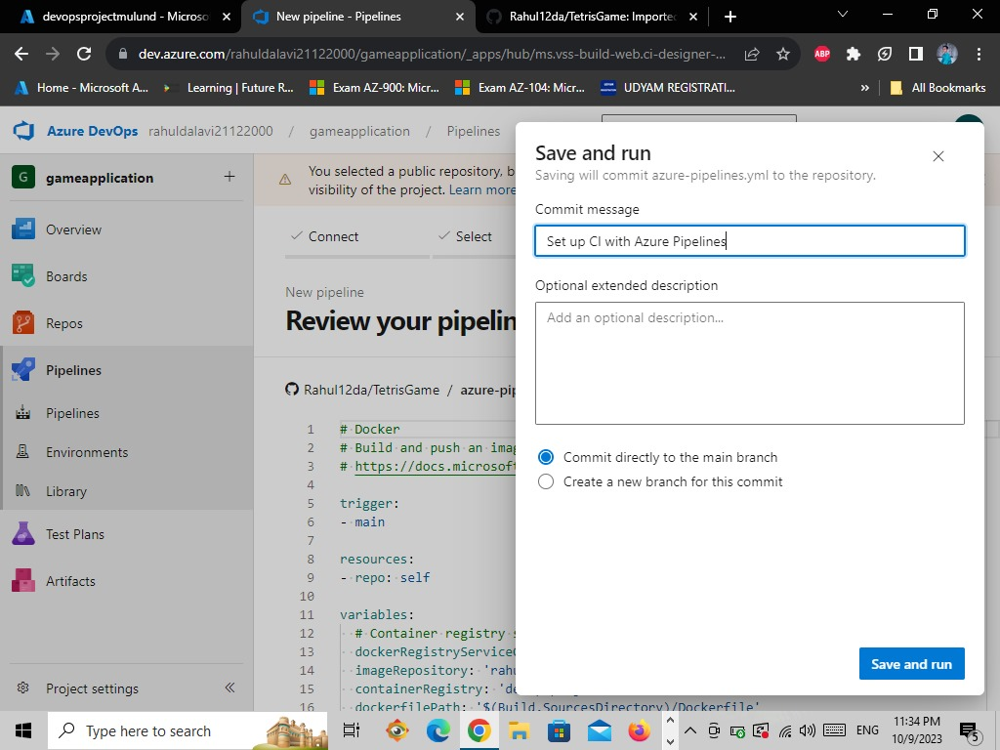 devopsprojectmulund - Microso
New pipeline - Pipelines
Rahul12da/TetrisGame: Importe
dev.azure.com/rahuldalavi21122000/gameapplication/_apps/hub/ms.vss-build-web.ci-designer-...
ABP
Home - Microsoft A...
Learning | Future R...
Exam AZ-900: Micr...
Exam AZ-104: Micr...
UDYAM REGISTRATI...
»
All Bookmarks
Azure DevOps rahuldalavi21122000 / gameapplication / Pipelines
G gameapplication +
Overview
Boards
Repos
Pipelines
Pipelines
Environments
Library
Test Plans
Artifacts
Project settings
You selected a public repository, b
visibility of the project. Learn more
Connect
Select
New pipeline
Review your pipelin
Rahul12da/TetrisGame / azure-pip
1 # Docker
2 # Build and push an imag
3 # https://docs.microsoft
4
5 trigger:
6 - main
7
8 resources:
9 - repo: self
10
11 variables:
12 # Container registry s
13 dockerRegistryServiceC
14 imageRepository: 'rahu
15 containerRegistry: 'de
16 dockerfilePath: '$(Build.SourcesDirectory)/Dockerfile'
Save and run
Saving will commit azure-pipelines.yml to the repository.
Commit message
Set up CI with Azure Pipelines
Optional extended description
Add an optional description...
Commit directly to the main branch
Create a new branch for this commit
Save and run
Type here to search
ENG
11:34 PM
10/9/2023
5